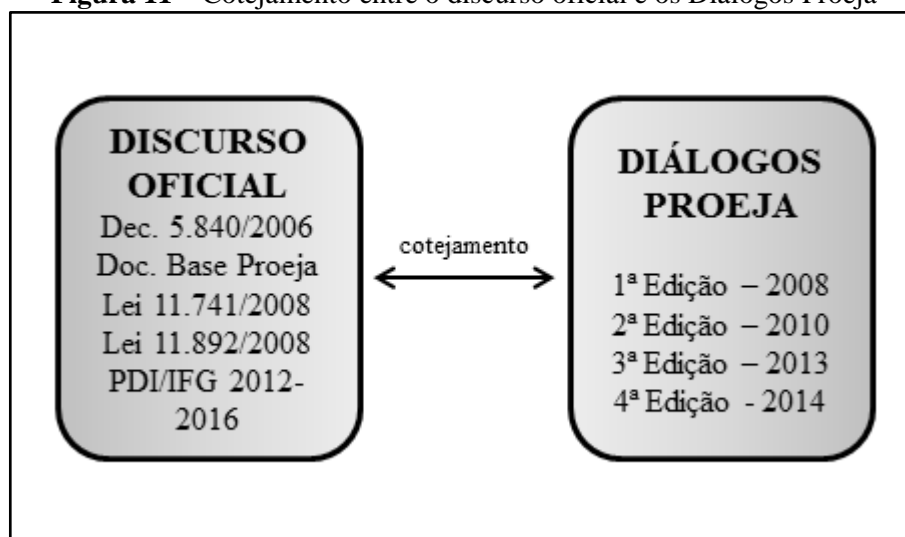 Figura 11 – Cotejamento entre o discurso oficial e os Diálogos Proeja
DISCURSO
OFICIAL
Dec. 5.840/2006
Doc. Base Proeja
Lei 11.741/2008
Lei 11.892/2008
PDI/IFG 2012-
2016
cotejamento
DIÁLOGOS
PROEJA
1ª Edição – 2008
2ª Edição – 2010
3ª Edição – 2013
4ª Edição - 2014